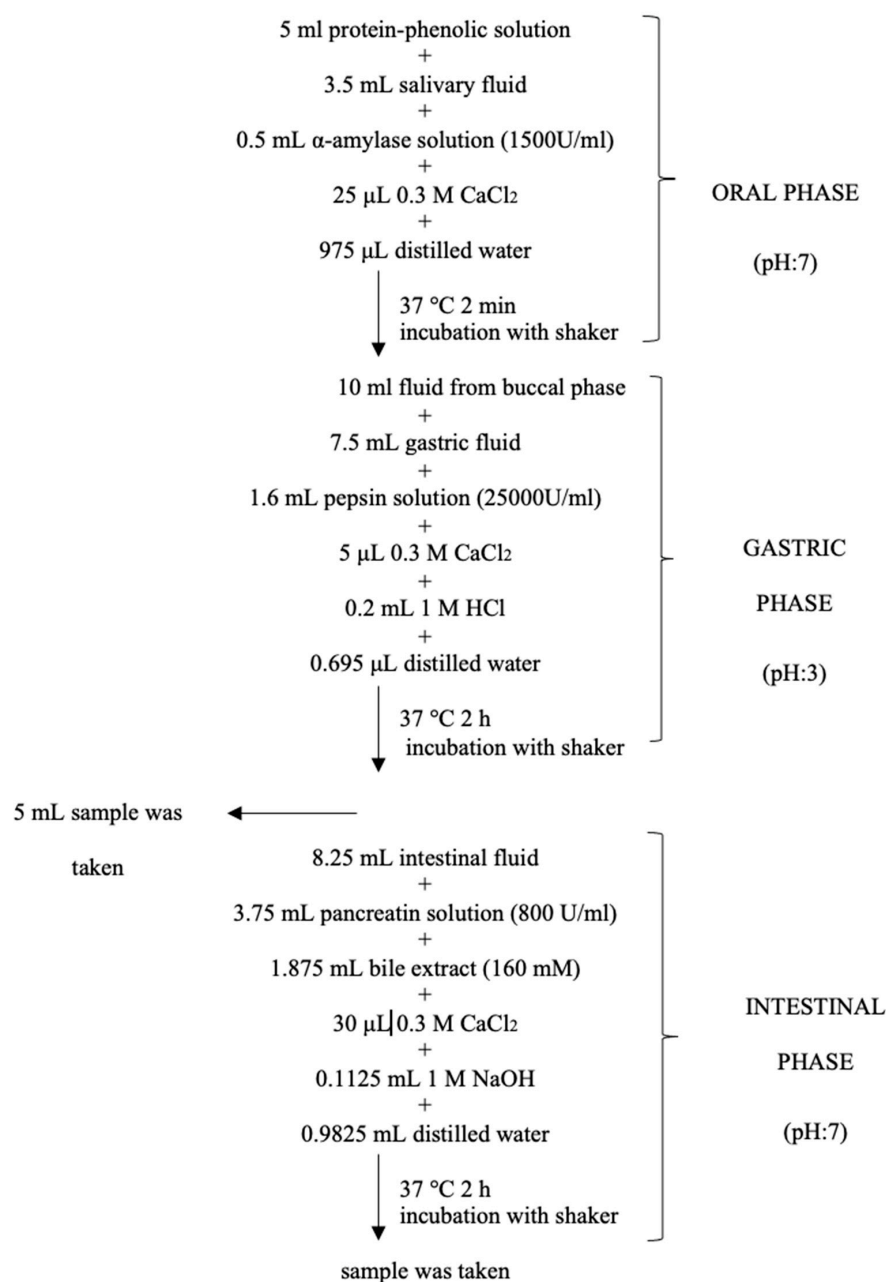 5 ml protein-phenolic solution
+
3.5 mL salivary fluid
+
0.5 mL α-amylase solution (1500U/ml)
+
25 µL 0.3 M CaCl₂
+
975 µL distilled water
37 °C 2 min
incubation with shaker
ORAL PHASE
(pH:7)
10 ml fluid from buccal phase
+
7.5 mL gastric fluid
+
1.6 mL pepsin solution (25000U/ml)
+
5 µL 0.3 M CaCl₂
+
0.2 mL 1 M HCl
+
0.695 µL distilled water
37 °C 2 h
incubation with shaker
GASTRIC
PHASE
(pH:3)
5 mL sample was
taken
8.25 mL intestinal fluid
+
3.75 mL pancreatin solution (800 U/ml)
+
1.875 mL bile extract (160 mM)
+
30 µL 0.3 M CaCl₂
+
0.1125 mL 1 M NaOH
+
0.9825 mL distilled water
37 °C 2 h
incubation with shaker
INTESTINAL
PHASE
(pH:7)
sample was taken